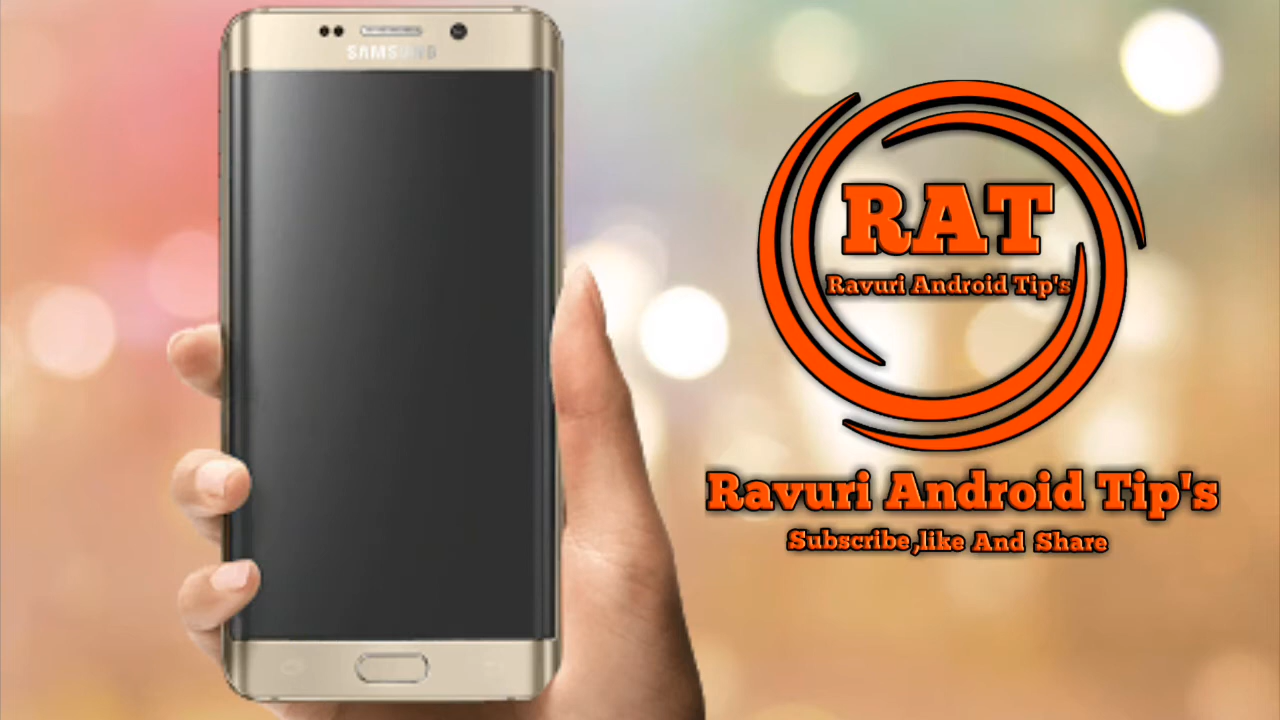 SAMSUNG
RAT
Ravuri Android Tip's
Ravuri Android Tip's
Subscribe,like And Share